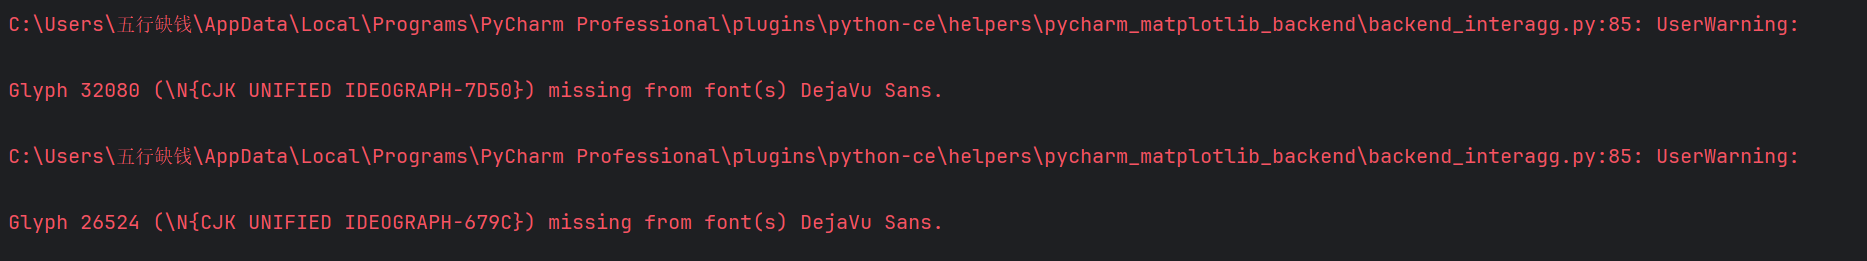 C:\Users\五行缺钱\AppData\Local\Programs\PyCharm Professional\plugins\python-ce\helpers\pycharm_matplotlib_backend\backend_interagg.py:85: UserWarning:
Glyph 32080 (\N{CJK UNIFIED IDEOGRAPH-7D50}) missing from font(s) DejaVu Sans.
C:\Users\五行缺钱\AppData\Local\Programs\PyCharm Professional\plugins\python-ce\helpers\pycharm_matplotlib_backend\backend_interagg.py:85: UserWarning:
Glyph 26524 (\N{CJK UNIFIED IDEOGRAPH-679C}) missing from font(s) DejaVu Sans.